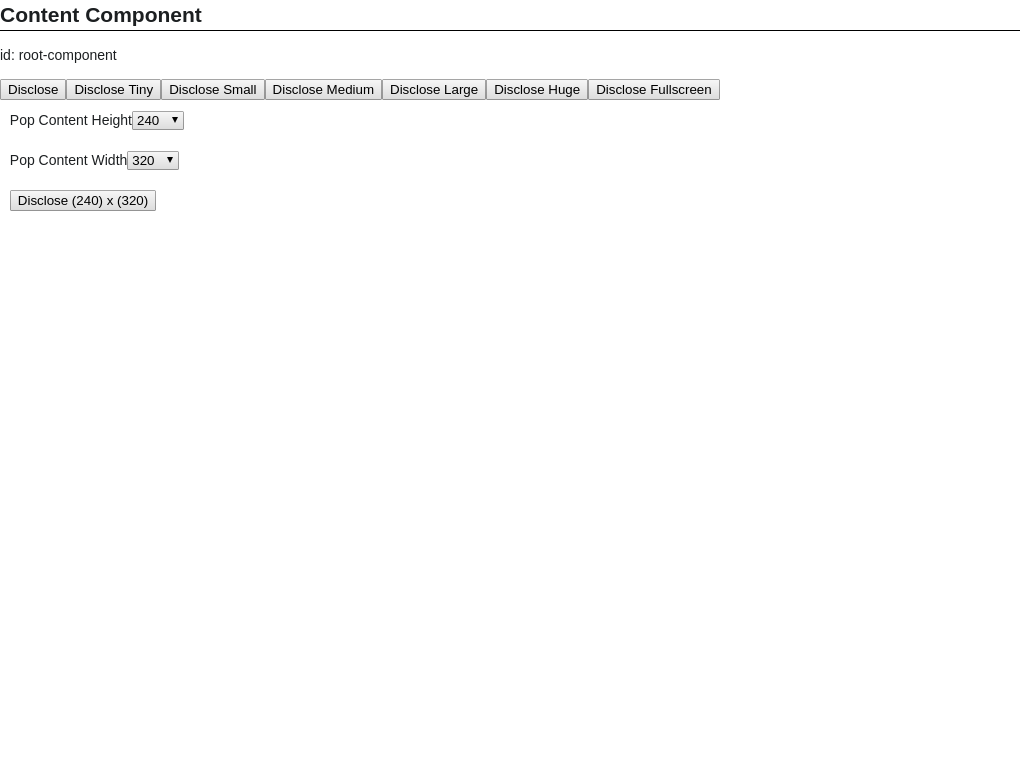 Content Component
id: root-component
Disclose Disclose Tiny Disclose Small Disclose Medium Disclose Large Disclose Huge Disclose Fullscreen
Pop Content Height 240
Pop Content Width 320
Disclose (240) x (320)